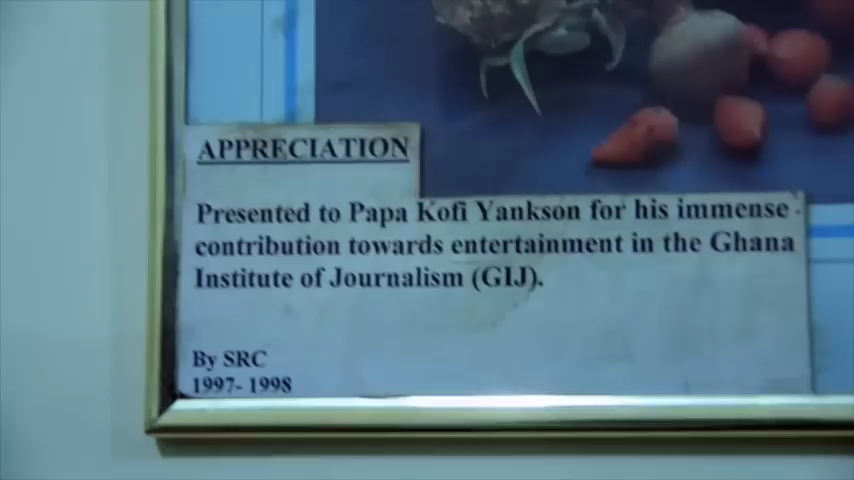 APPRECIATION
Presented to Papa Kofi Yankson for his immense
contribution towards entertainment in the Ghana
Institute of Journalism (GIJ).
By SRC
1997- 1998